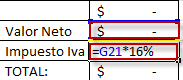 $ -
Valor Neto $ -
Impuesto Iva =G21*16%
TOTAL: $ -